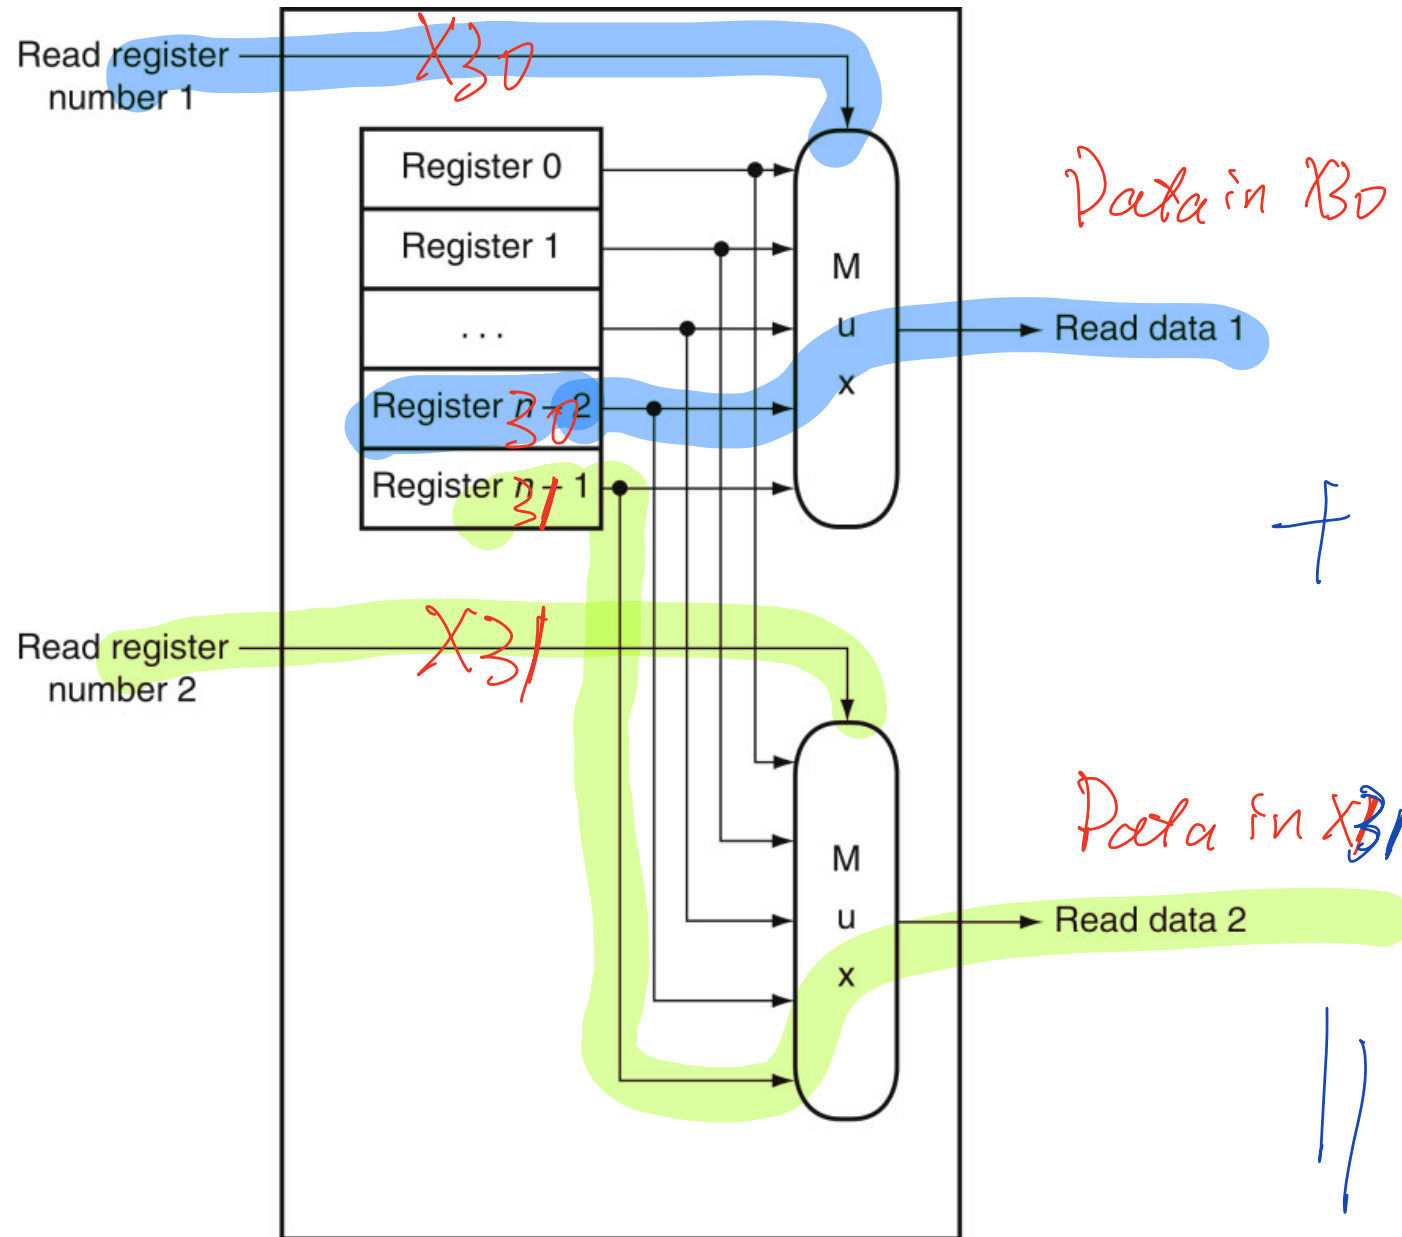 Read register
number 1
X30
Register 0
Register 1
. . .
Register n – 2
30
Register n – 1
31
M
u
x
Data in X30
Read data 1
+
Read register
number 2
X31
M
u
x
Data in X31
Read data 2